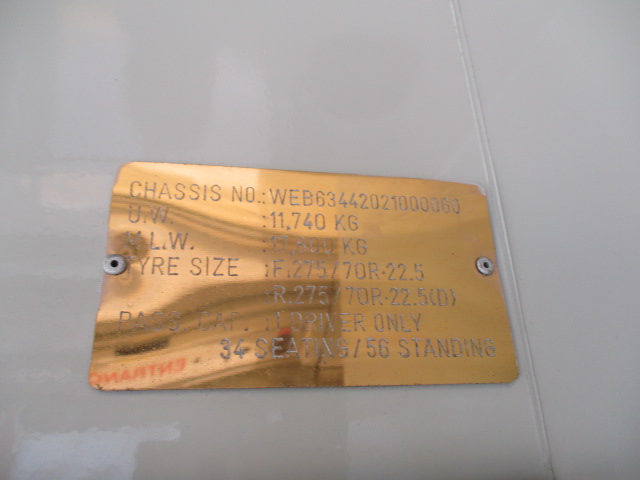 CHASSIS NO.: WEB63442021000060
U.W. :11,740 KG
M.L.W. KG
TYRE SIZE :F.275/70R-22.5
:R.275/70R-22.5(D)
PASS. CAP. :1 DRIVER ONLY
34 SEATING/56 STANDING